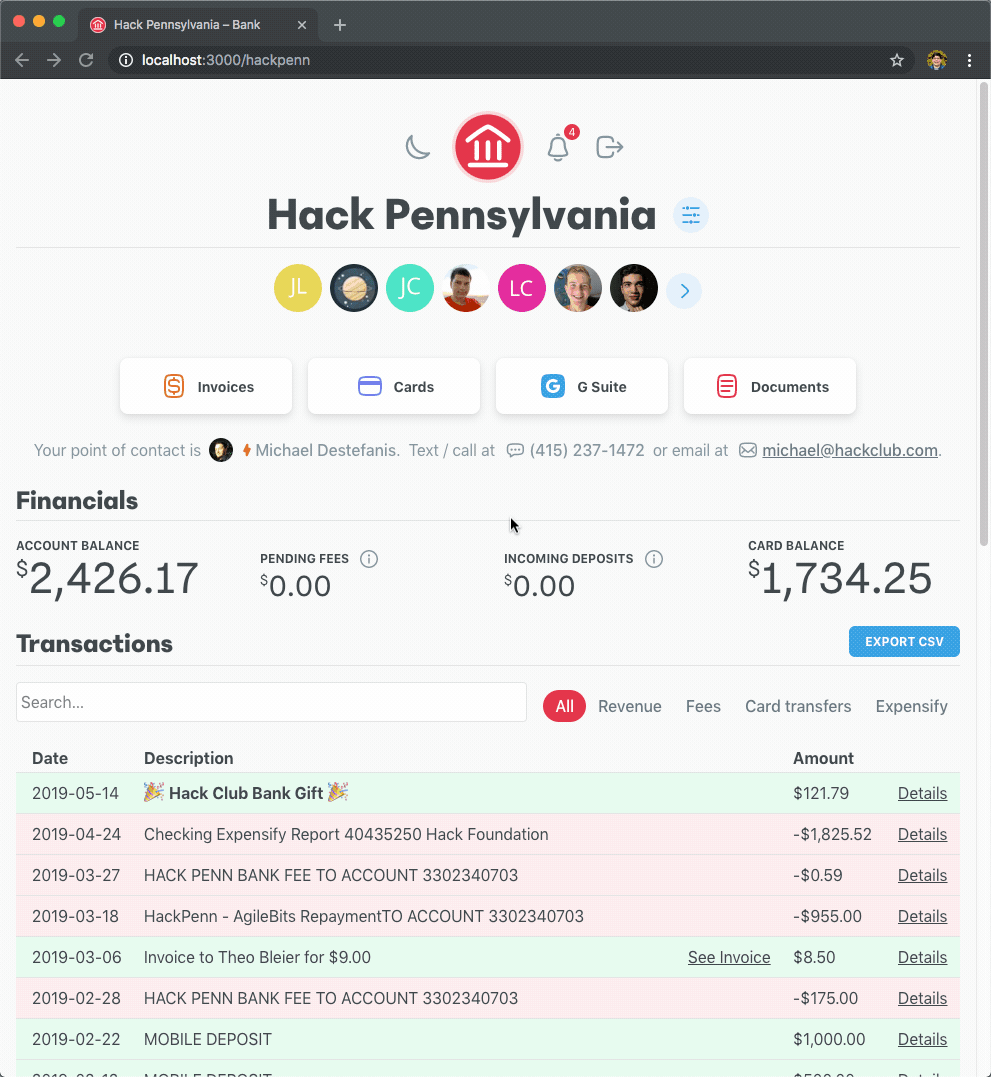 Hack Pennsylvania – Bank
localhost:3000/hackpenn
4
Hack Pennsylvania
JL JC LC
Invoices Cards G Suite Documents
Your point of contact is Michael Destefanis. Text / call at (415) 237-1472 or email at michael@hackclub.com.
Financials
ACCOUNT BALANCE PENDING FEES INCOMING DEPOSITS CARD BALANCE
$2,426.17 $0.00 $0.00 $1,734.25
Transactions EXPORT CSV
Search... All Revenue Fees Card transfers Expensify
Date Description Amount
2019-05-14 🎉 Hack Club Bank Gift 🎉 $121.79 Details
2019-04-24 Checking Expensify Report 40435250 Hack Foundation -$1,825.52 Details
2019-03-27 HACK PENN BANK FEE TO ACCOUNT 3302340703 -$0.59 Details
2019-03-18 HackPenn - AgileBits RepaymentTO ACCOUNT 3302340703 -$955.00 Details
2019-03-06 Invoice to Theo Bleier for $9.00 See Invoice $8.50 Details
2019-02-28 HACK PENN BANK FEE TO ACCOUNT 3302340703 -$175.00 Details
2019-02-22 MOBILE DEPOSIT $1,000.00 Details
MOBILE DEPOSIT